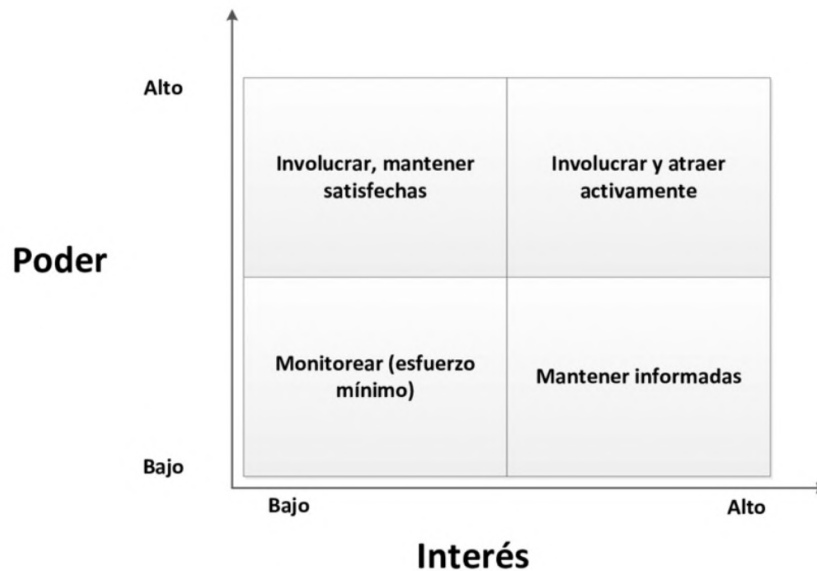 Alto
Involucrar, mantener
satisfechas
Involucrar y atraer
activamente
Poder
Monitorear (esfuerzo
mínimo)
Mantener informadas
Bajo
Bajo
Alto
Interés